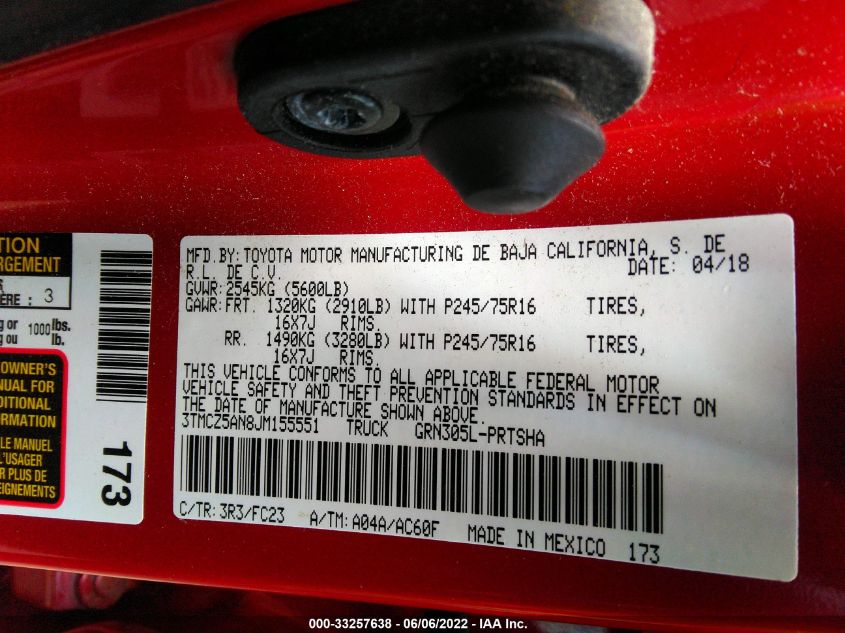 MFD.BY:TOYOTA MOTOR MANUFACTURING DE BAJA CALIFORNIA, S. DE
R.L. DE C.V. DATE: 04/18
GVWR:2545KG (5600LB)
GAWR:FRT. 1320KG (2910LB) WITH P245/75R16 TIRES,
16X7J RIMS.
RR. 1490KG (3280LB) WITH P245/75R16 TIRES,
16X7J RIMS.
THIS VEHICLE CONFORMS TO ALL APPLICABLE FEDERAL MOTOR
VEHICLE SAFETY AND THEFT PREVENTION STANDARDS IN EFFECT ON
THE DATE OF MANUFACTURE SHOWN ABOVE.
3TMCZ5AN8JM155551 TRUCK GRN305L-PRTSHA
C/TR:3R3/FC23 A/TM:A04A/AC60F MADE IN MEXICO 173
TION
RGEMENT
R
ÈRE : 3
g or 1000 lbs.
g ou lb.
OWNER'S
NUAL FOR
DITIONAL
ORMATION
LE MANUEL
L'USAGER
R PLUS DE
EIGNEMENTS
173
000-33257638 - 06/06/2022 - IAA Inc.